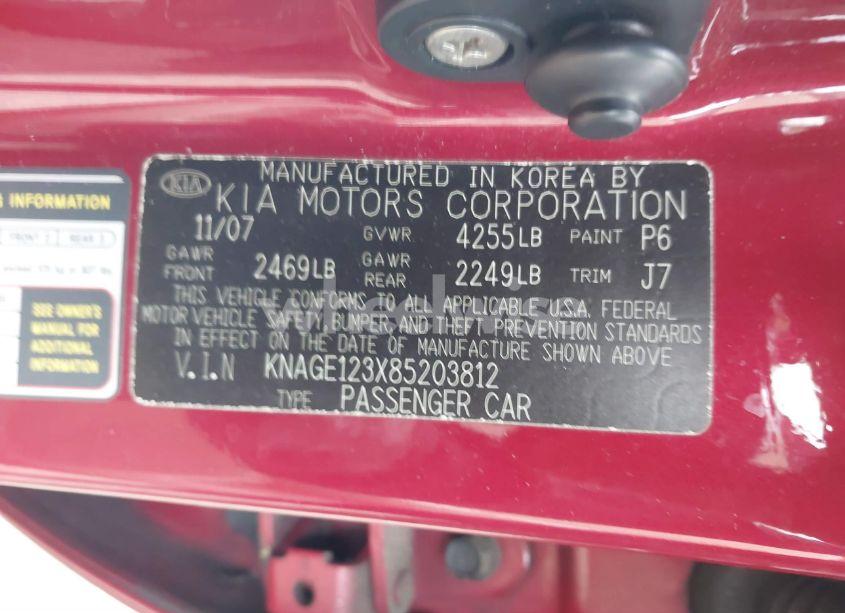 MANUFACTURED IN KOREA BY
KIA KIA MOTORS CORPORATION
11/07 GVWR 4255LB PAINT P6
GAWR FRONT 2469LB GAWR REAR 2249LB TRIM J7
THIS VEHICLE CONFORMS TO ALL APPLICABLE U.S.A. FEDERAL
MOTOR VEHICLE SAFETY, BUMPER, AND THEFT PREVENTION STANDARDS
IN EFFECT ON THE DATE OF MANUFACTURE SHOWN ABOVE
V.I.N KNAGE123X85203812
TYPE PASSENGER CAR
INFORMATION
SEE OWNER'S
MANUAL FOR
ADDITIONAL
INFORMATION